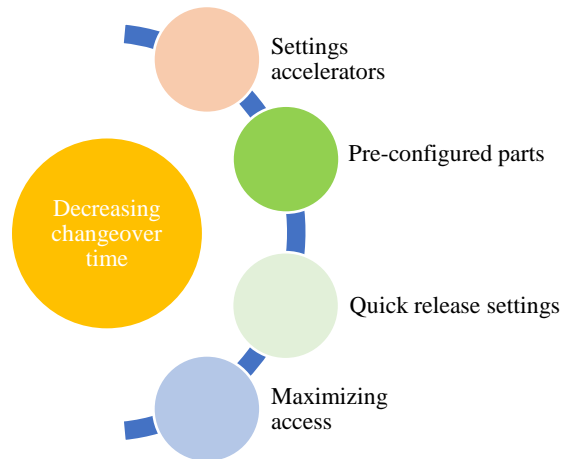 Settings
accelerators
Pre-configured parts
Decreasing
changeover
time
Quick release settings
Maximizing
access